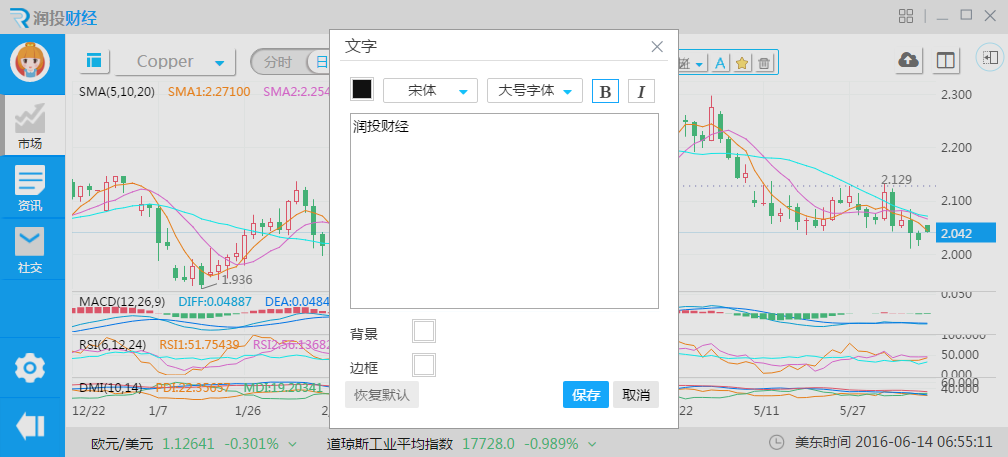 润投财经
文字
宋体
大号字体
B
I
润投财经
背景
边框
恢复默认
保存
取消
市场
资讯
社交
Copper
分时
日
A
SMA(5,10,20) SMA1:2.27100 SMA2:2.254
2.300
2.200
2.129
2.100
2.042
2.000
1.936
MACD(12,26,9) DIFF:0.04887 DEA:0.0484
0.050
RSI(6,12,24) RSI1:51.75439 RSI2:56.13682
100.000
50.000
0.000
DMI(10,14) PDI:22.35057 MDI:19.20341
60.000
40.000
12/22 1/7 1/26 22 5/11 5/27
欧元/美元 1.12641 -0.301% 道琼斯工业平均指数 17728.0 -0.989% 美东时间 2016-06-14 06:55:11